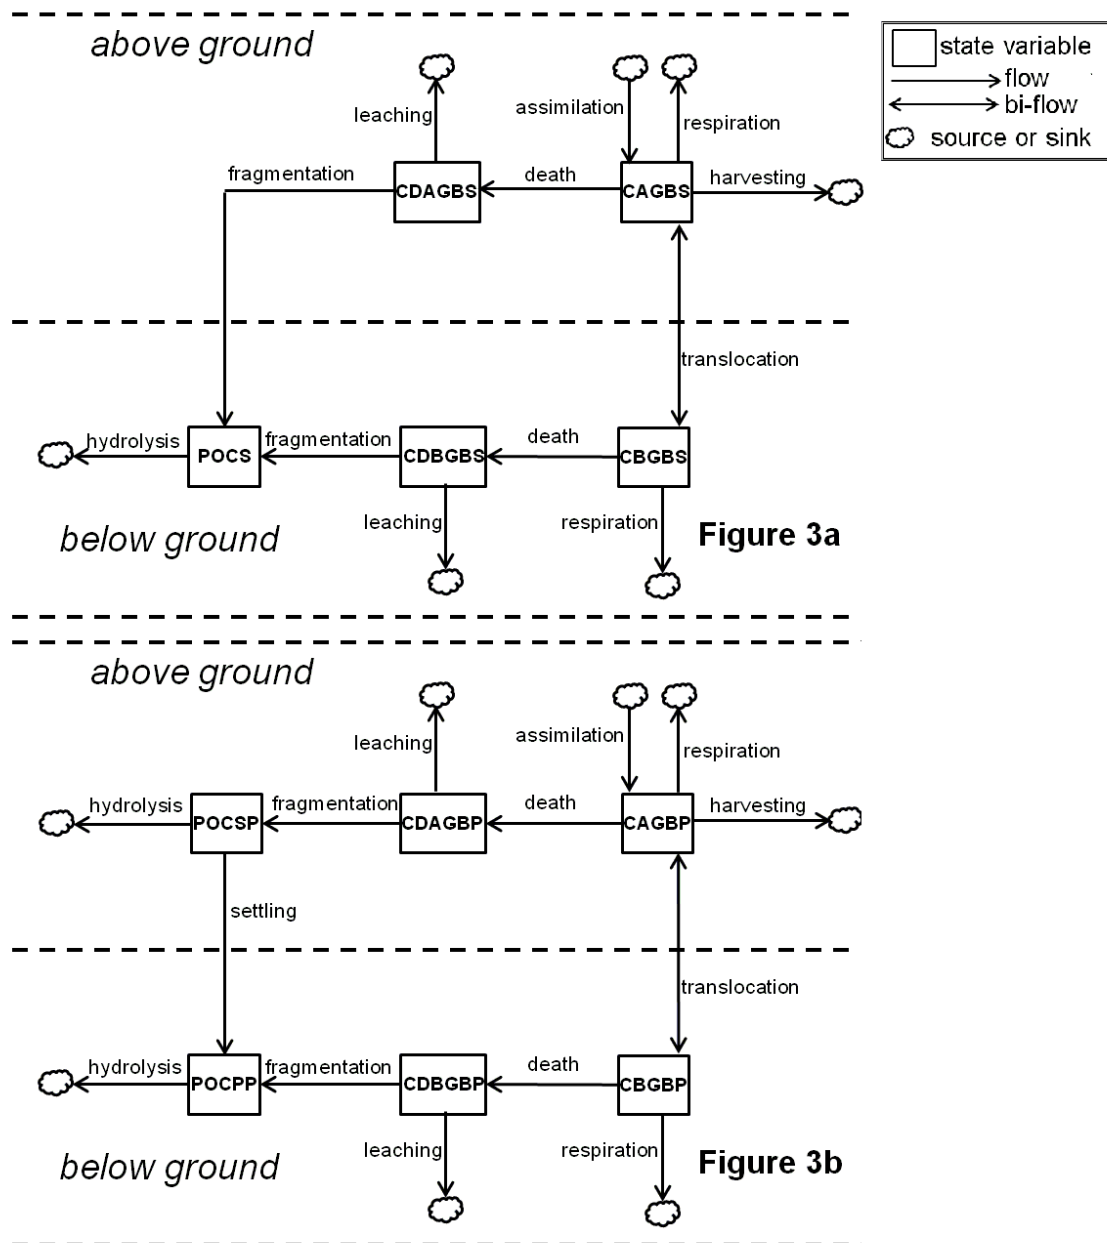 above ground
state variable
flow
bi-flow
source or sink
leaching
assimilation
respiration
fragmentation
CDAGBS
death
CAGBS
harvesting
translocation
hydrolysis
POCS
fragmentation
CDBGBS
death
CBGBS
leaching
respiration
below ground
Figure 3a
above ground
leaching
assimilation
respiration
hydrolysis
POCSP
fragmentation
CDAGBP
death
CAGBP
harvesting
settling
translocation
hydrolysis
POCPP
fragmentation
CDBGBP
death
CBGBP
leaching
respiration
below ground
Figure 3b